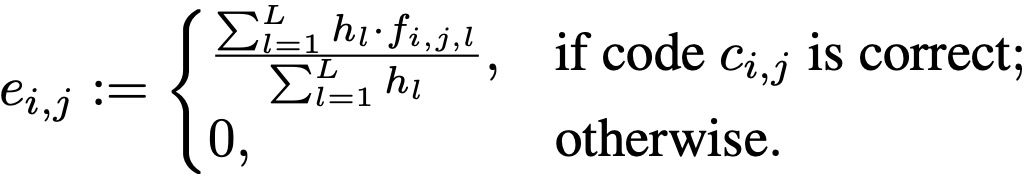 e_{i,j} := \begin{cases} \frac{\sum_{l=1}^{L} h_l \cdot f_{i,j,l}}{\sum_{l=1}^{L} h_l}, & \text{if code } c_{i,j} \text{ is correct;} \\ 0, & \text{otherwise.} \end{cases}